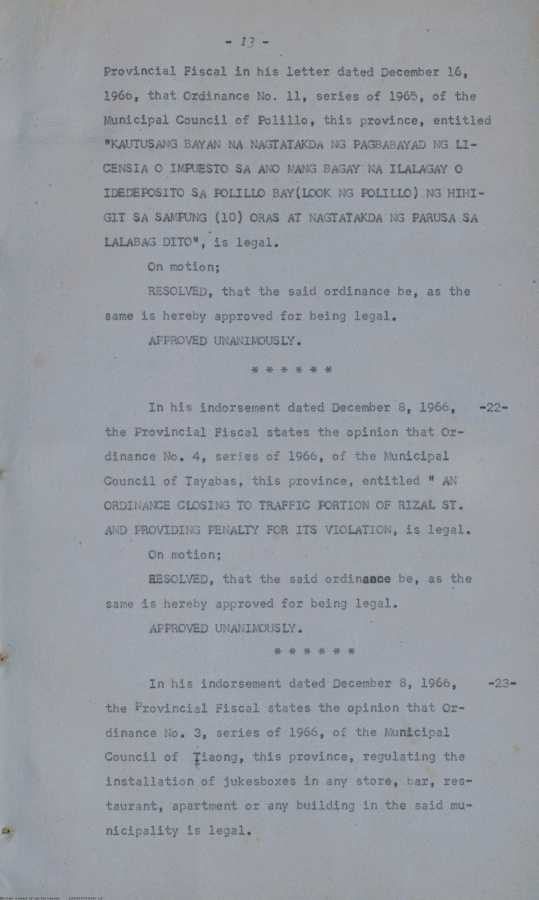 - 13 -
Provincial Fiscal in his letter dated December 16,
1966, that Ordinance No. 11, series of 1965, of the
Municipal Council of Polillo, this province, entitled
"KAUTUSANG BAYAN NA NAGTATAKDA NG PAGBABAYAD NG LI-
CENSIA O IMPUESTO SA ANO MANG BAGAY NA ILALAGAY O
IDEDEPOSITO SA POLILLO BAY(LOOK NG POLILLO) NG HIHI-
GIT SA SAMPUNG (10) ORAS AT NAGTATAKDA NG PARUSA SA
LALABAG DITO", is legal.
On motion;
RESOLVED, that the said ordinance be, as the
same is hereby approved for being legal.
APPROVED UNANIMOUSLY.
* * * * * *
In his indorsement dated December 8, 1966, -22-
the Provincial Fiscal states the opinion that Or-
dinance No. 4, series of 1966, of the Municipal
Council of Tayabas, this province, entitled " AN
ORDINANCE CLOSING TO TRAFFIC PORTION OF RIZAL ST.
AND PROVIDING PENALTY FOR ITS VIOLATION, is legal.
On motion;
RESOLVED, that the said ordinance be, as the
same is hereby approved for being legal.
APPROVED UNANIMOUSLY.
* * * * * *
In his indorsement dated December 8, 1966, -23-
the Provincial Fiscal states the opinion that Or-
dinance No. 3, series of 1966, of the Municipal
Council of Tiaong, this province, regulating the
installation of jukesboxes in any store, bar, res-
taurant, apartment or any building in the said mu-
nicipality is legal.